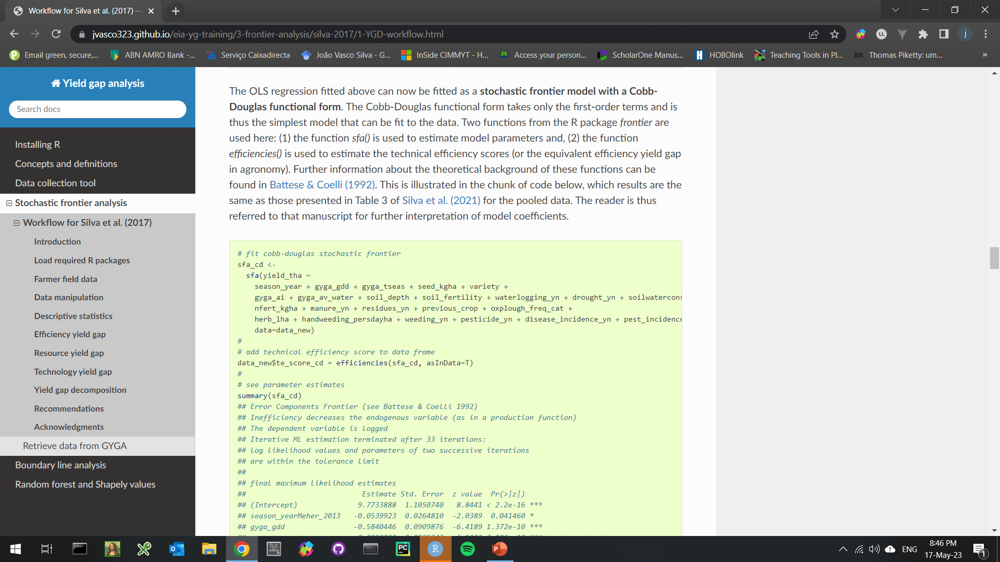 Workflow for Silva et al. (2017) —
jvasco323.github.io/eia-yg-training/3-frontier-analysis/silva-2017/1-YGD-workflow.html
j
Email green, secure,...
ABN AMRO Bank -...
Serviço Caixadirecta
João Vasco Silva - G...
InSide CIMMYT - H...
Access your person...
ScholarOne Manus...
HOBOlink
Teaching Tools in Pl...
Thomas Piketty: um...
»
Yield gap analysis
Search docs
Installing R
Concepts and definitions
Data collection tool
Stochastic frontier analysis
Workflow for Silva et al. (2017)
Introduction
Load required R packages
Farmer field data
Data manipulation
Descriptive statistics
Efficiency yield gap
Resource yield gap
Technology yield gap
Yield gap decomposition
Recommendations
Acknowledgments
Retrieve data from GYGA
Boundary line analysis
Random forest and Shapely values
The OLS regression fitted above can now be fitted as a stochastic frontier model with a Cobb-
Douglas functional form. The Cobb-Douglas functional form takes only the first-order terms and is
thus the simplest model that can be fit to the data. Two functions from the R package frontier are
used here: (1) the function sfa() is used to estimate model parameters and, (2) the function
efficiencies() is used to estimate the technical efficiency scores (or the equivalent efficiency yield gap
in agronomy). Further information about the theoretical background of these functions can be
found in Battese & Coelli (1992). This is illustrated in the chunk of code below, which results are the
same as those presented in Table 3 of Silva et al. (2021) for the pooled data. The reader is thus
referred to that manuscript for further interpretation of model coefficients.
# fit cobb-douglas stochastic frontier
sfa_cd <-
sfa(yield_tha ~
season_year + gyga_gdd + gyga_tseas + seed_kgha + variety +
gyga_ai + gyga_av_water + soil_depth + soil_fertility + waterlogging_yn + drought_yn + soilwatercons
nfert_kgha + manure_yn + residues_yn + previous_crop + oxplough_freq_cat +
herb_lha + handweeding_persdayha + weeding_yn + pesticide_yn + disease_incidence_yn + pest_incidence
data=data_new)
#
# add technical efficiency score to data frame
data_new$te_score_cd = efficiencies(sfa_cd, asInData=T)
#
# see parameter estimates
summary(sfa_cd)
## Error Components Frontier (see Battese & Coelli 1992)
## Inefficiency decreases the endogenous variable (as in a production function)
## The dependent variable is logged
## Iterative ML estimation terminated after 33 iterations:
## log likelihood values and parameters of two successive iterations
## are within the tolerance limit
##
## final maximum likelihood estimates
## Estimate Std. Error z value Pr(>|z|)
## (Intercept) 9.7733888 1.1050740 8.8441 < 2.2e-16 ***
## season_yearMeher_2013 -0.0539923 0.0264810 -2.0389 0.041460 *
## gyga_gdd -0.5840446 0.0909876 -6.4189 1.372e-10 ***
ENG
8:46 PM
17-May-23
1